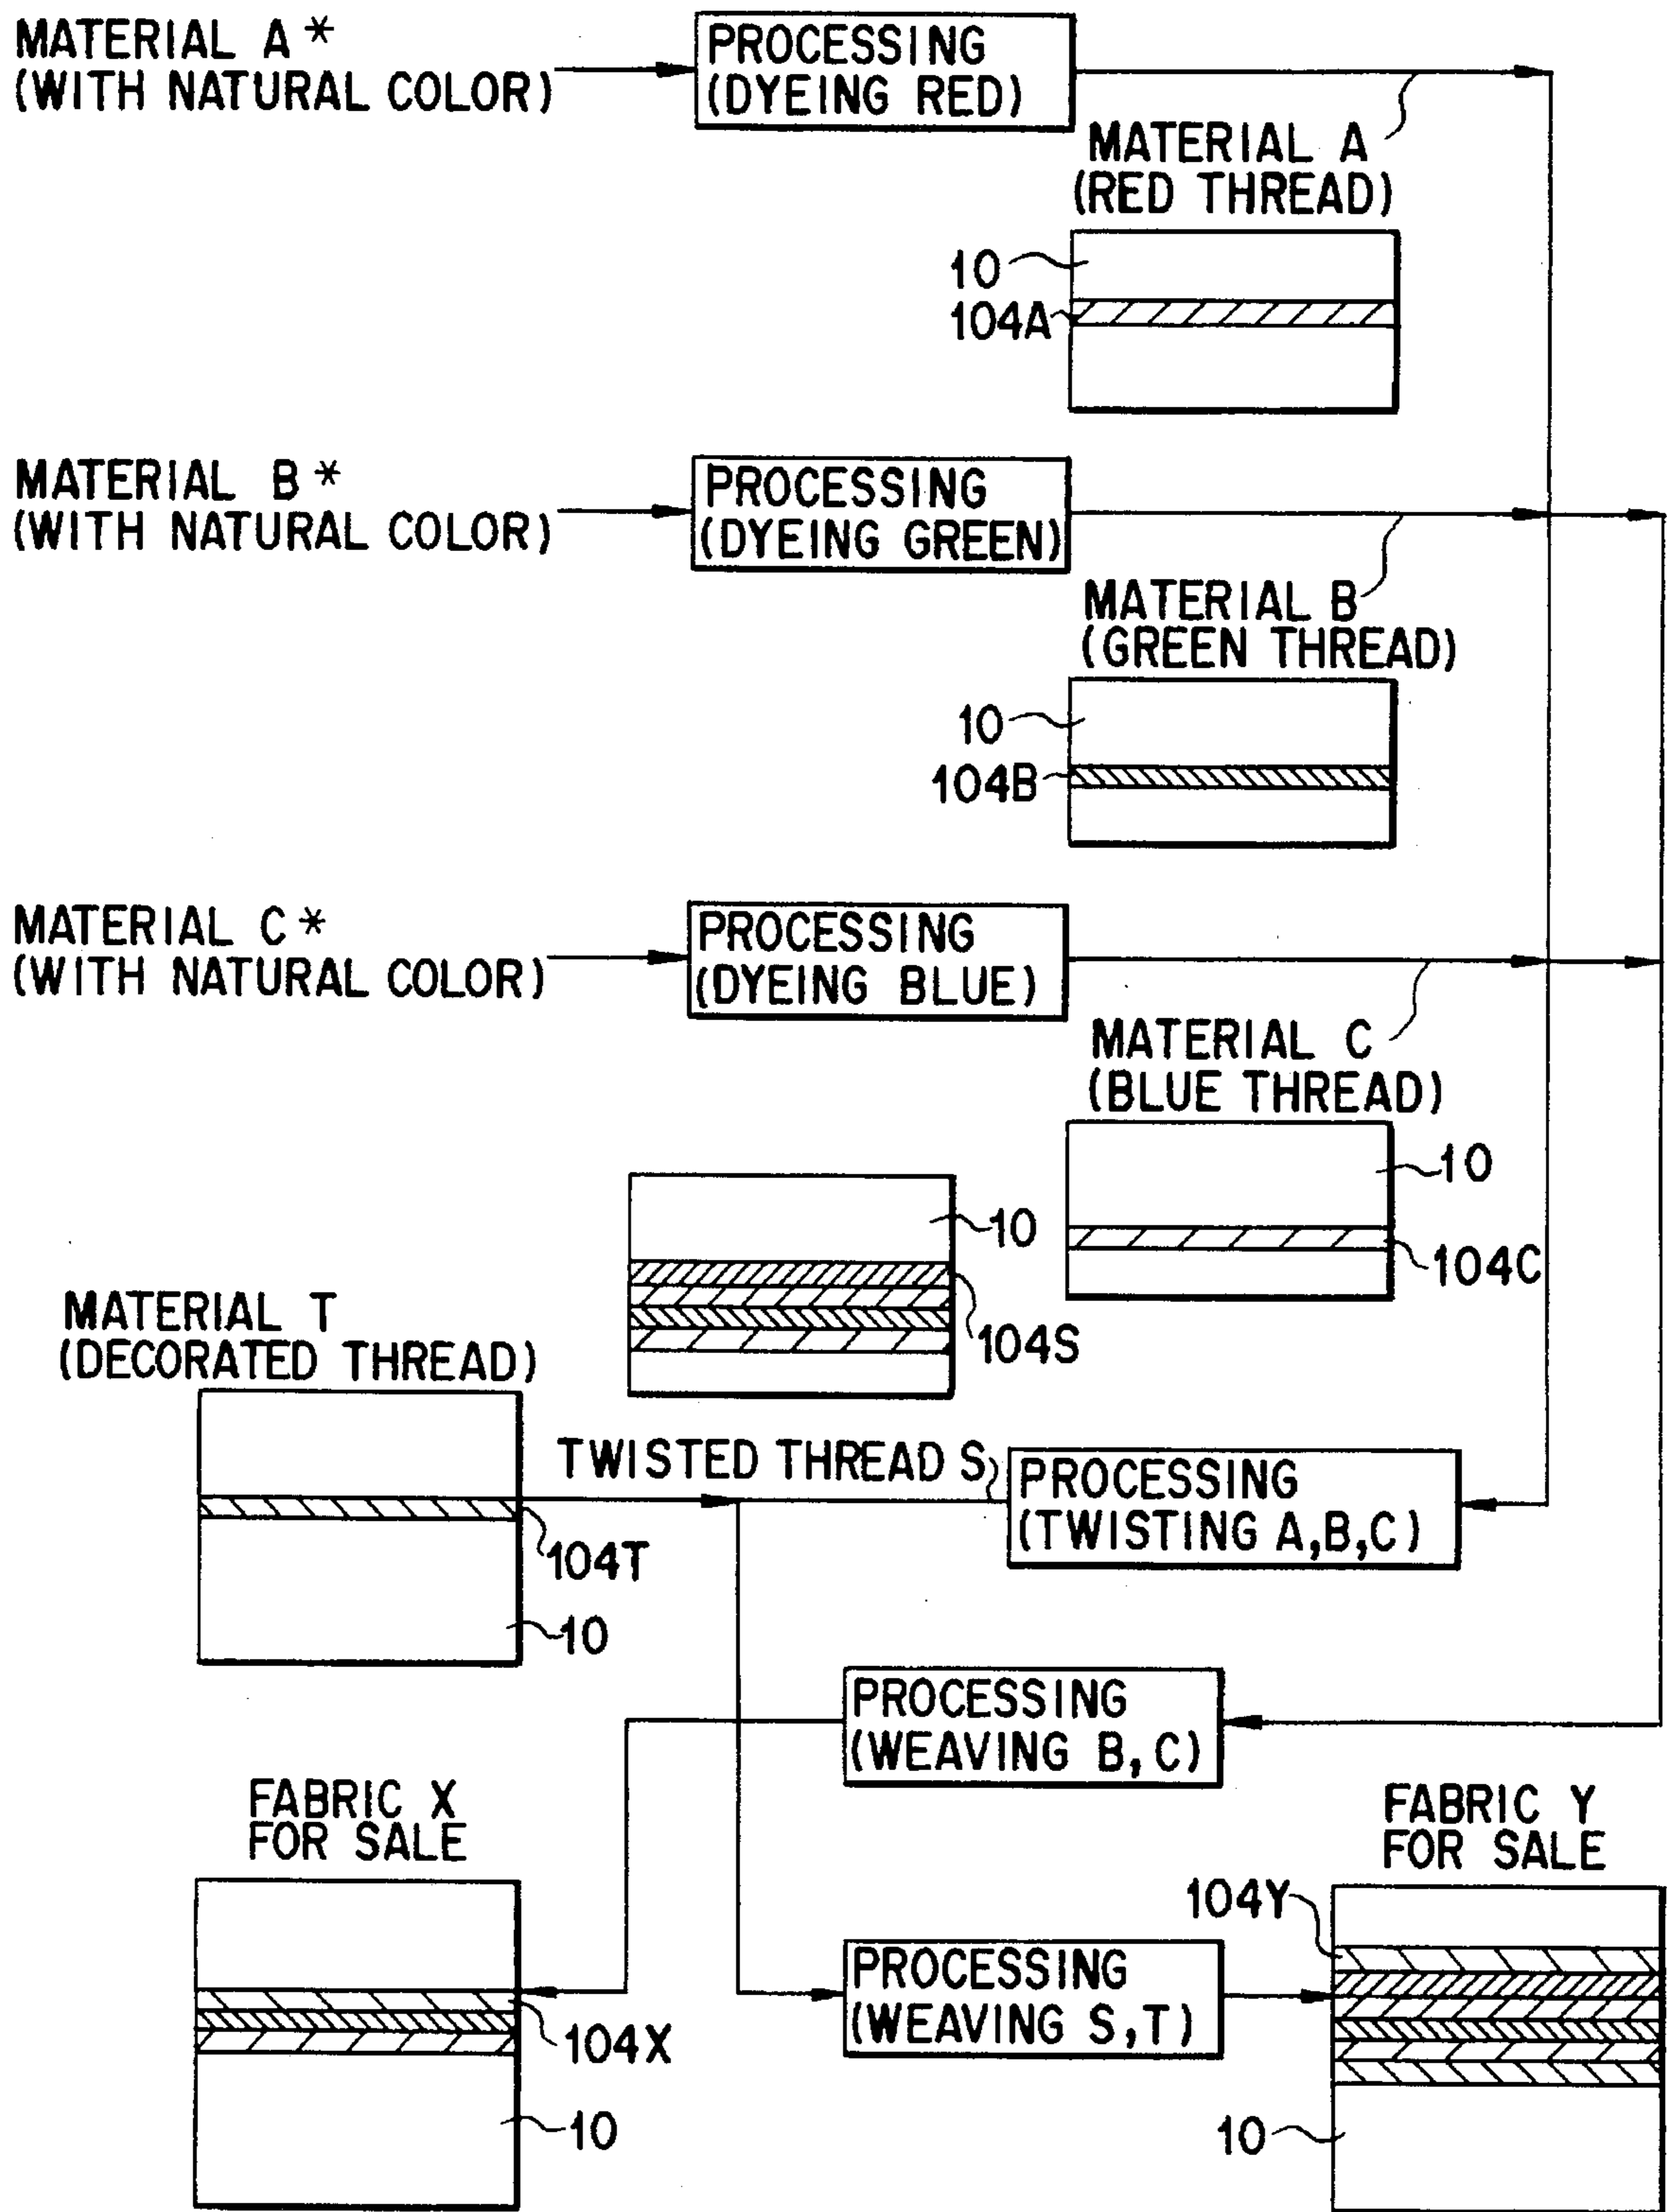 MATERIAL A*
(WITH NATURAL COLOR)
PROCESSING
(DYEING RED)
MATERIAL A
(RED THREAD)
10
104A
MATERIAL B*
(WITH NATURAL COLOR)
PROCESSING
(DYEING GREEN)
MATERIAL B
(GREEN THREAD)
10
104B
MATERIAL C*
(WITH NATURAL COLOR)
PROCESSING
(DYEING BLUE)
MATERIAL C
(BLUE THREAD)
10
104C
10
104S
MATERIAL T
(DECORATED THREAD)
104T
10
TWISTED THREAD S
PROCESSING
(TWISTING A,B,C)
PROCESSING
(WEAVING B,C)
FABRIC X
FOR SALE
104X
10
PROCESSING
(WEAVING S,T)
FABRIC Y
FOR SALE
104Y
10